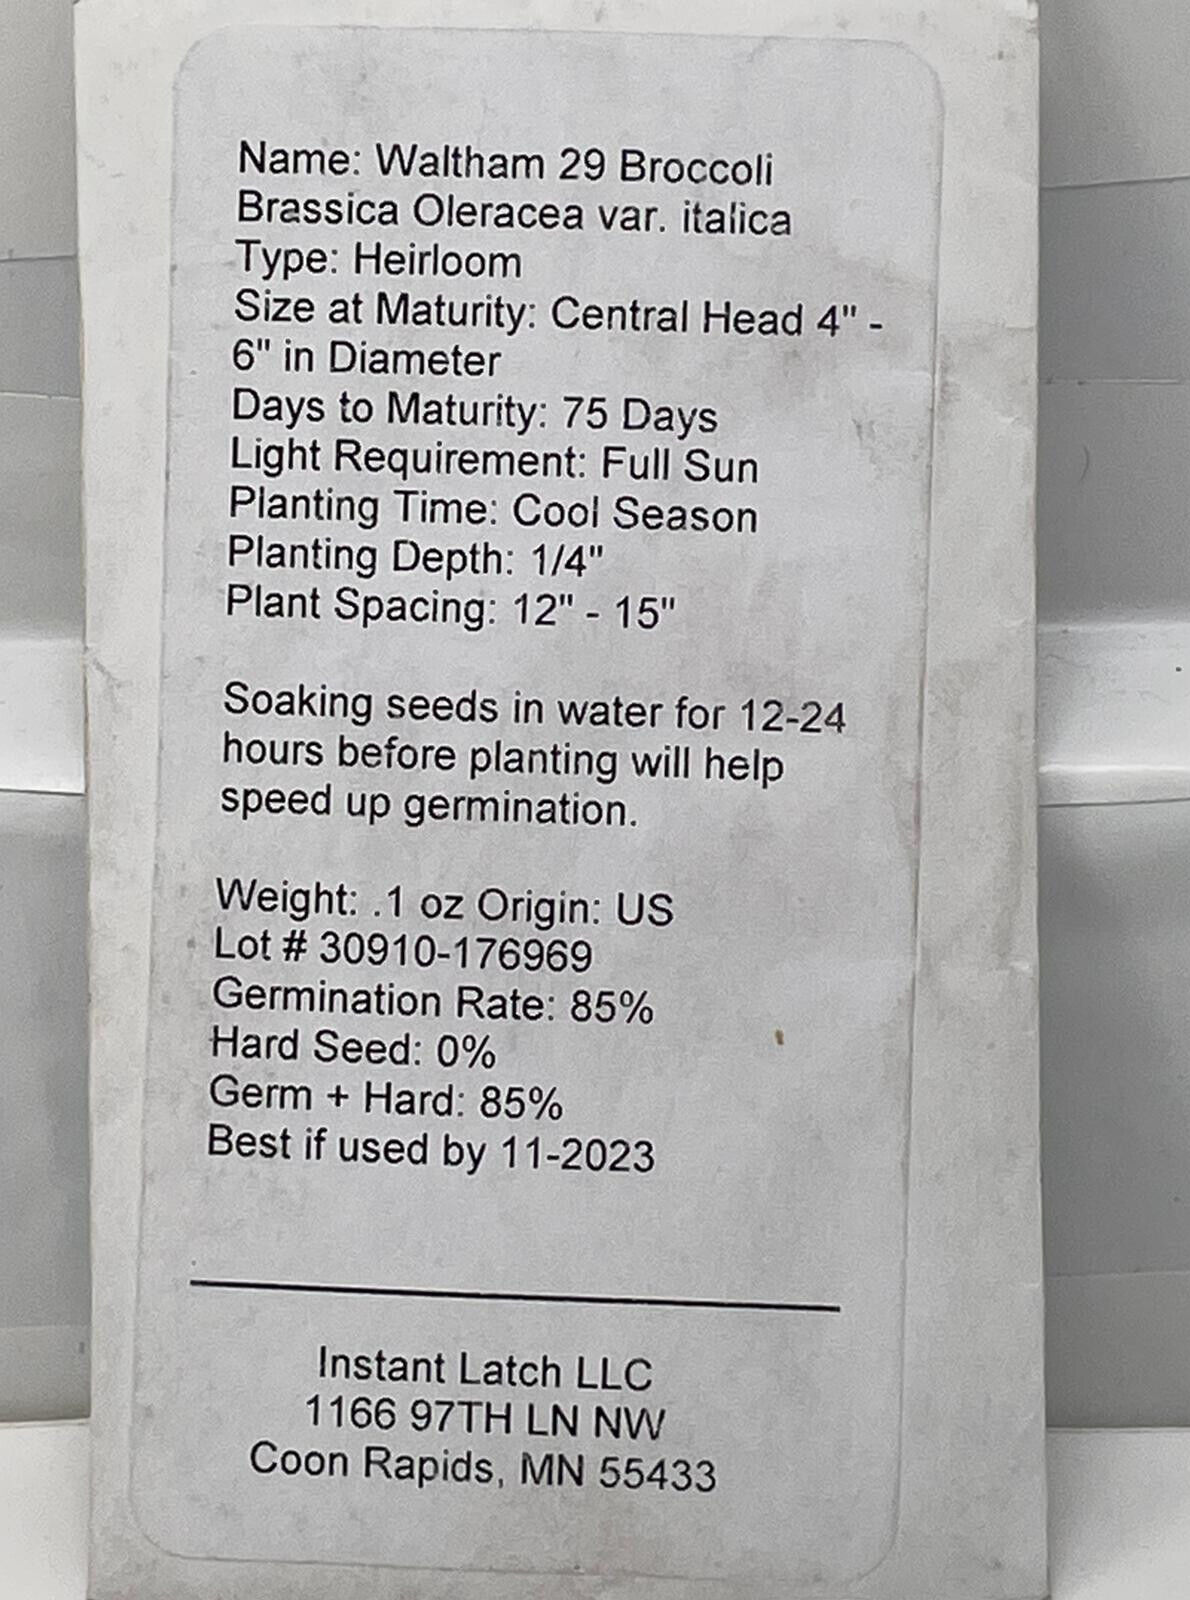 Name: Waltham 29 Broccoli
Brassica Oleracea var. italica
Type: Heirloom
Size at Maturity: Central Head 4" -
6" in Diameter
Days to Maturity: 75 Days
Light Requirement: Full Sun
Planting Time: Cool Season
Planting Depth: 1/4"
Plant Spacing: 12" - 15"
Soaking seeds in water for 12-24
hours before planting will help
speed up germination.
Weight: .1 oz Origin: US
Lot # 30910-176969
Germination Rate: 85%
Hard Seed: 0%
Germ + Hard: 85%
Best if used by 11-2023
Instant Latch LLC
1166 97TH LN NW
Coon Rapids, MN 55433